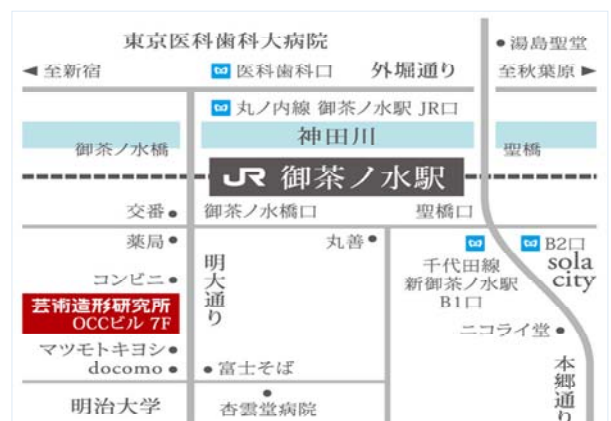 東京医科歯科大病院
●湯島聖堂
◀至新宿
医科歯科口
外堀通り
至秋葉原▶
丸ノ内線 御茶ノ水駅 JR口
御茶ノ水橋
神田川
聖橋
JR 御茶ノ水駅
交番●
御茶ノ水橋口
聖橋口
薬局●
丸善●
B2口
明大通り
千代田線
新御茶ノ水駅
B1口
sola
city
コンビニ●
芸術造形研究所
OCCビル 7F
ニコライ堂●
マツモトキヨシ●
docomo●
●富士そば
本郷通り
明治大学
●
杏雲堂病院